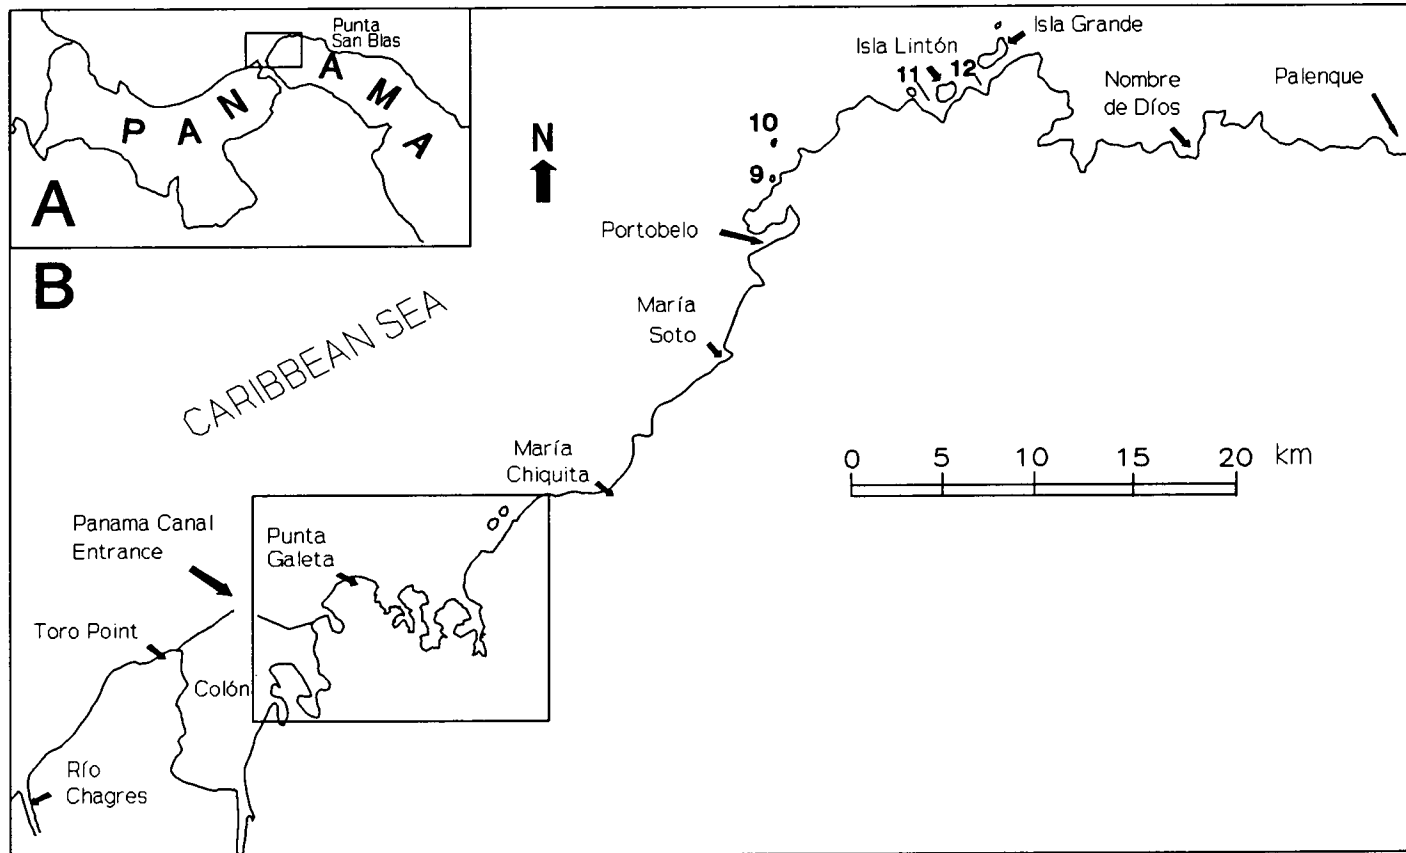 Punta
San Blas
P A N A M A
A
B
N
CARIBBEAN SEA
Isla Grande
Isla Lintón
11
12
Nombre
de Díos
Palenque
10
9
Portobelo
María
Soto
María
Chiquita
0 5 10 15 20 km
Panama Canal
Entrance
Punta
Galeta
Toro Point
Colón
Río
Chagres